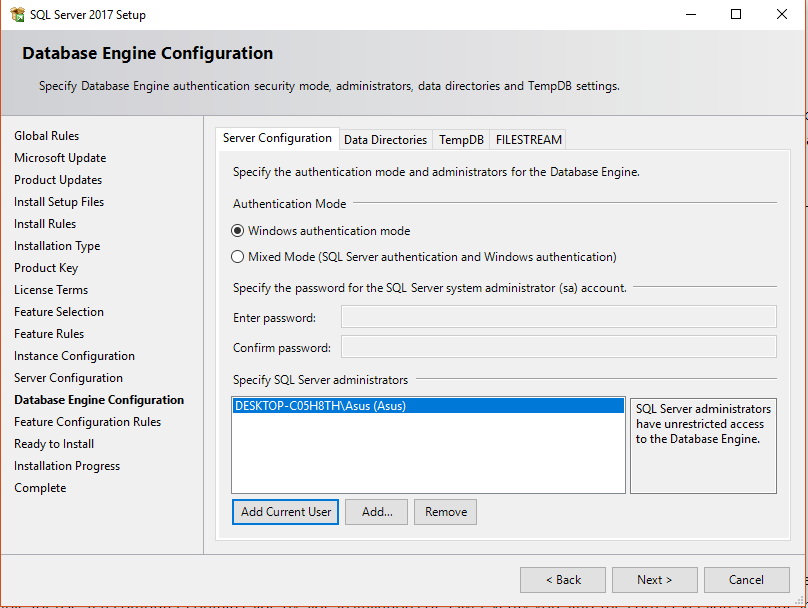 SQL Server 2017 Setup
Database Engine Configuration
Specify Database Engine authentication security mode, administrators, data directories and TempDB settings.
Global Rules
Microsoft Update
Product Updates
Install Setup Files
Install Rules
Installation Type
Product Key
License Terms
Feature Selection
Feature Rules
Instance Configuration
Server Configuration
Database Engine Configuration
Feature Configuration Rules
Ready to Install
Installation Progress
Complete
Server Configuration Data Directories TempDB FILESTREAM
Specify the authentication mode and administrators for the Database Engine.
Authentication Mode
Windows authentication mode
Mixed Mode (SQL Server authentication and Windows authentication)
Specify the password for the SQL Server system administrator (sa) account.
Enter password:
Confirm password:
Specify SQL Server administrators
DESKTOP-C05H8TH\Asus (Asus)
SQL Server administrators
have unrestricted access
to the Database Engine.
Add Current User Add... Remove
< Back Next > Cancel